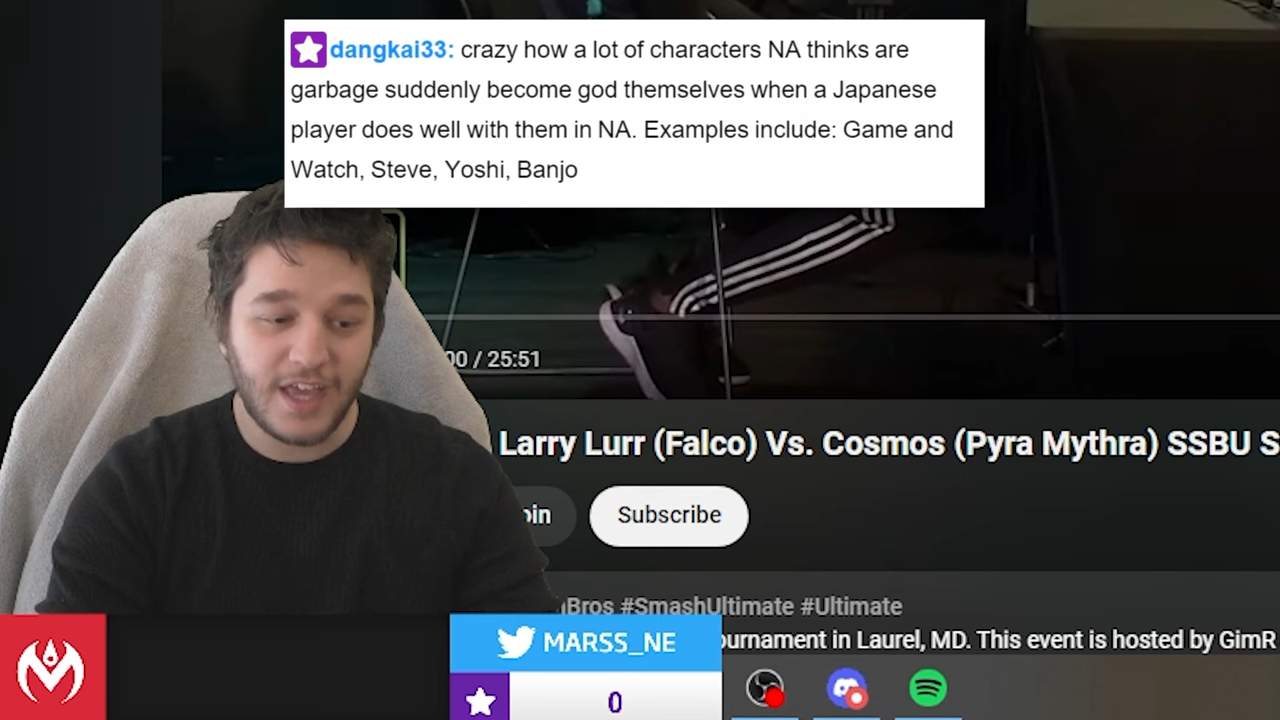 dangkai33: crazy how a lot of characters NA thinks are
garbage suddenly become god themselves when a Japanese
player does well with them in NA. Examples include: Game and
Watch, Steve, Yoshi, Banjo
00 / 25:51
Larry Lurr (Falco) Vs. Cosmos (Pyra Mythra) SSBU S
oin
Subscribe
Bros #SmashUltimate #Ultimate
MARSS_NE
ournament in Laurel, MD. This event is hosted by GimR
0